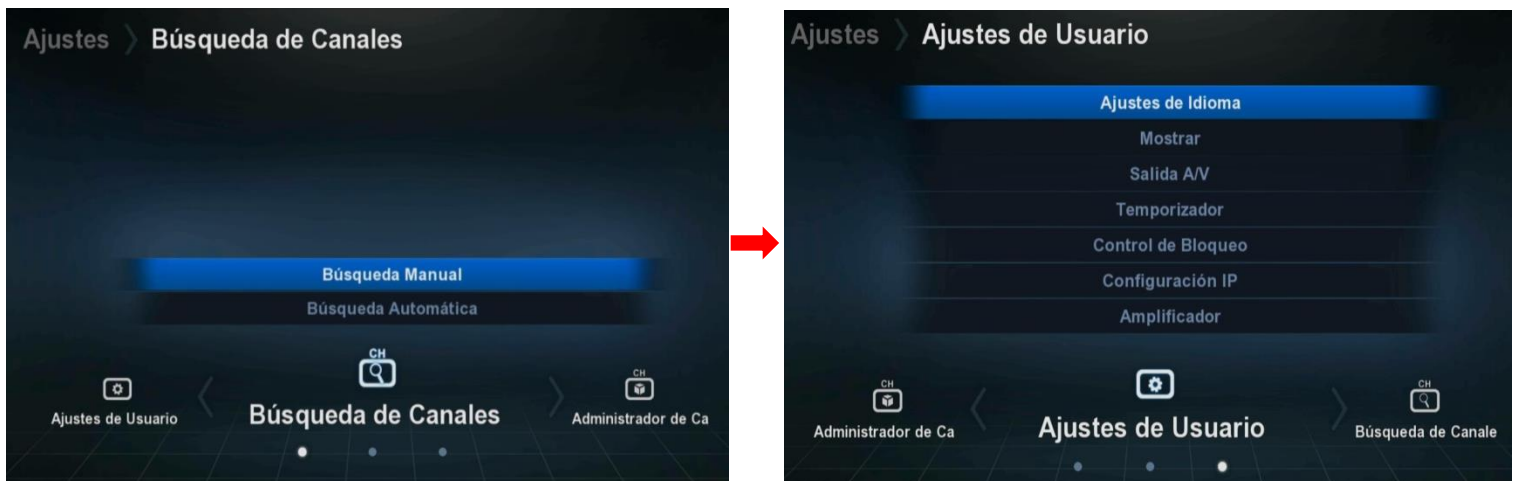 Ajustes 〉 Búsqueda de Canales
Búsqueda Manual
Búsqueda Automática
CH
CH
Ajustes de Usuario
Búsqueda de Canales
Administrador de Ca
Ajustes 〉 Ajustes de Usuario
Ajustes de Idioma
Mostrar
Salida A/V
Temporizador
Control de Bloqueo
Configuración IP
Amplificador
CH
CH
Administrador de Ca
Ajustes de Usuario
Búsqueda de Canale